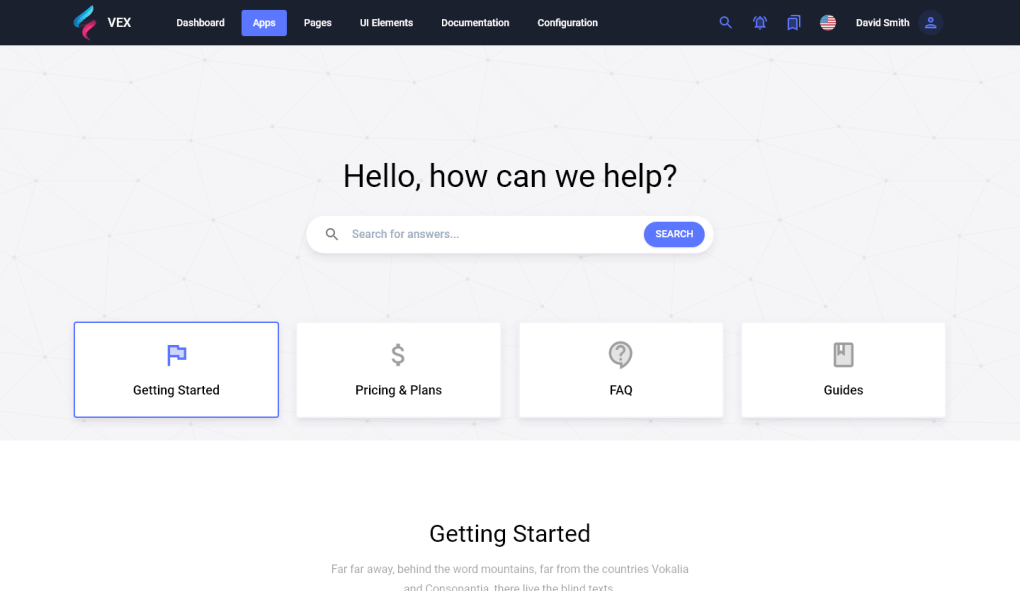 VEX
Dashboard
Apps
Pages
UI Elements
Documentation
Configuration
David Smith
Hello, how can we help?
Search for answers...
SEARCH
Getting Started
Pricing & Plans
FAQ
Guides
Getting Started
Far far away, behind the word mountains, far from the countries Vokalia
and Consonantia, there live the blind texts.